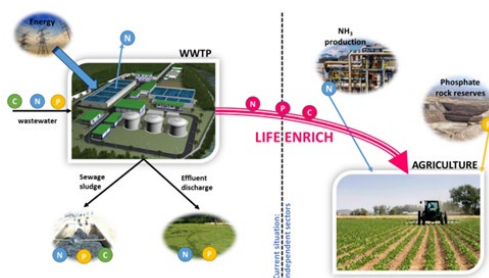 Energy
N
WWTP
C N P
wastewater
Sewage
sludge
Effluent
discharge
N P C
N P
N P C
LIFE ENRICH
Current situation:
independent sectors
NH3
production
N
Phosphate
rock reserves
P
AGRICULTURE